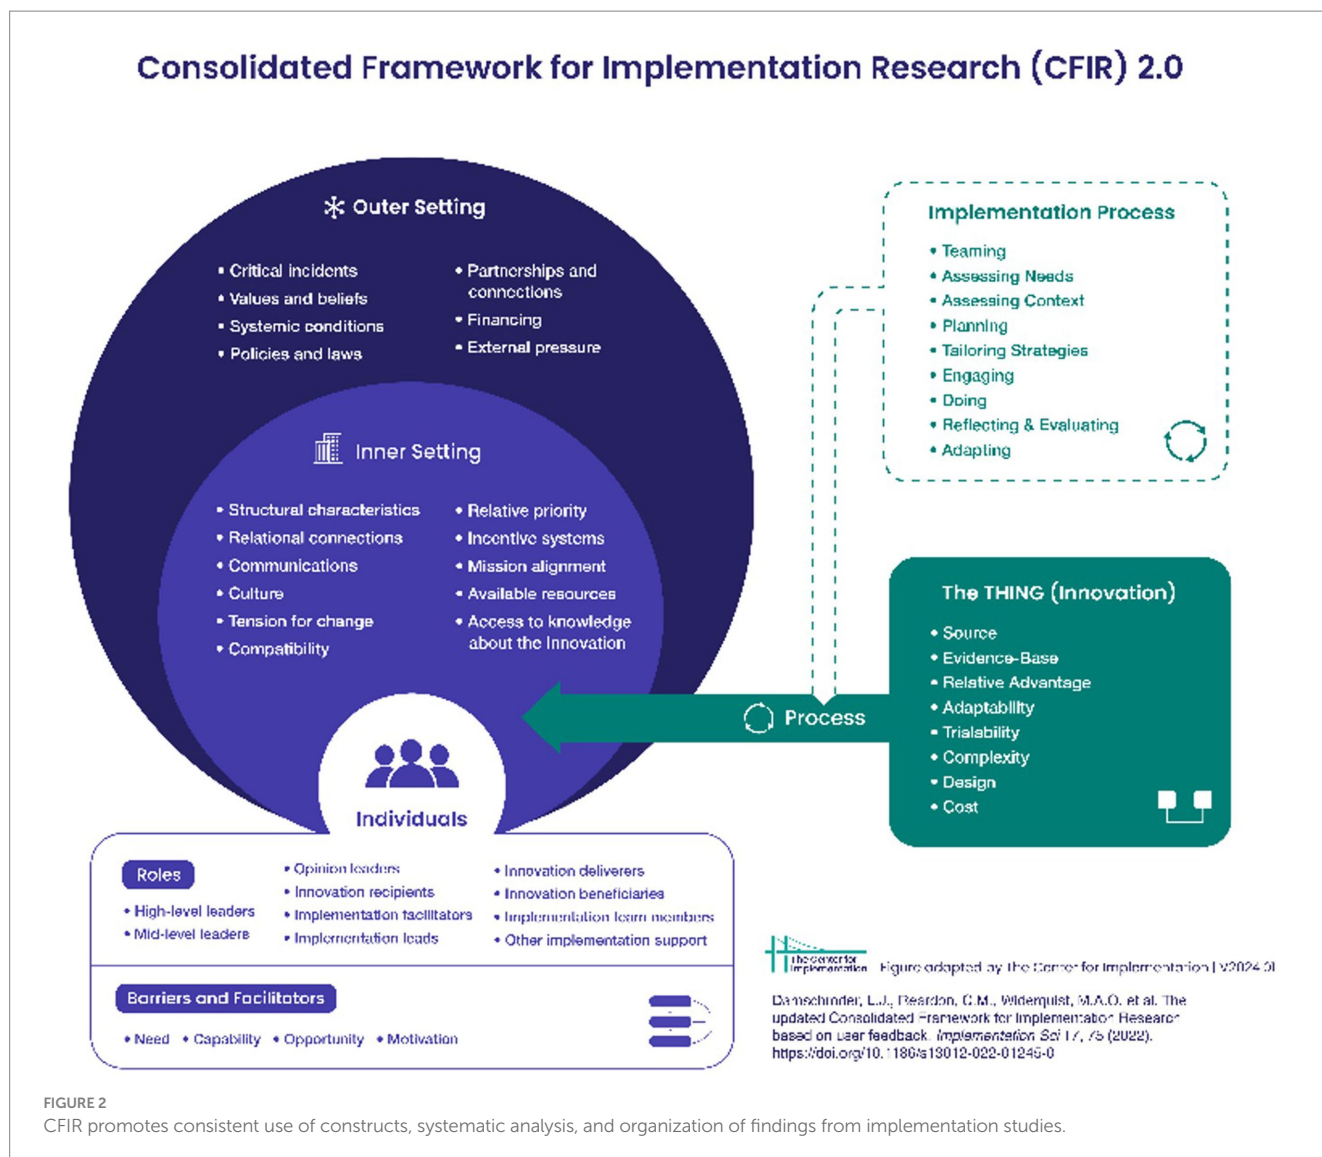 Consolidated Framework for Implementation Research (CFIR) 2.0
Outer Setting
• Critical incidents
• Values and beliefs
• Systemic conditions
• Policies and laws
• Partnerships and
connections
• Financing
• External pressure
Inner Setting
• Structural characteristics
• Relational connections
• Communications
• Culture
• Tension for change
• Compatibility
• Relative priority
• Incentive systems
• Mission alignment
• Available resources
• Access to knowledge
about the Innovation
Individuals
Roles
• High-level leaders
• Mid-level leaders
• Opinion leaders
• Innovation recipients
• Implementation facilitators
• Implementation leads
• Innovation deliverers
• Innovation beneficiaries
• Implementation team members
• Other implementation support
Barriers and Facilitators
• Need • Capability • Opportunity • Motivation
Implementation Process
• Teaming
• Assessing Needs
• Assessing Context
• Planning
• Tailoring Strategies
• Engaging
• Doing
• Reflecting & Evaluating
• Adapting
Process
The THING (Innovation)
• Source
• Evidence-Base
• Relative Advantage
• Adaptability
• Trialability
• Complexity
• Design
• Cost
The Center for
Implementation
Figure adapted by The Center for Implementation | V2024.01
Damschroder, L.J., Reardon, C.M., Widerquist, M.A.O. et al. The
updated Consolidated Framework for Implementation Research
based on user feedback. Implementation Sci 17, 75 (2022).
https://doi.org/10.1186/s13012-022-01245-0
FIGURE 2
CFIR promotes consistent use of constructs, systematic analysis, and organization of findings from implementation studies.